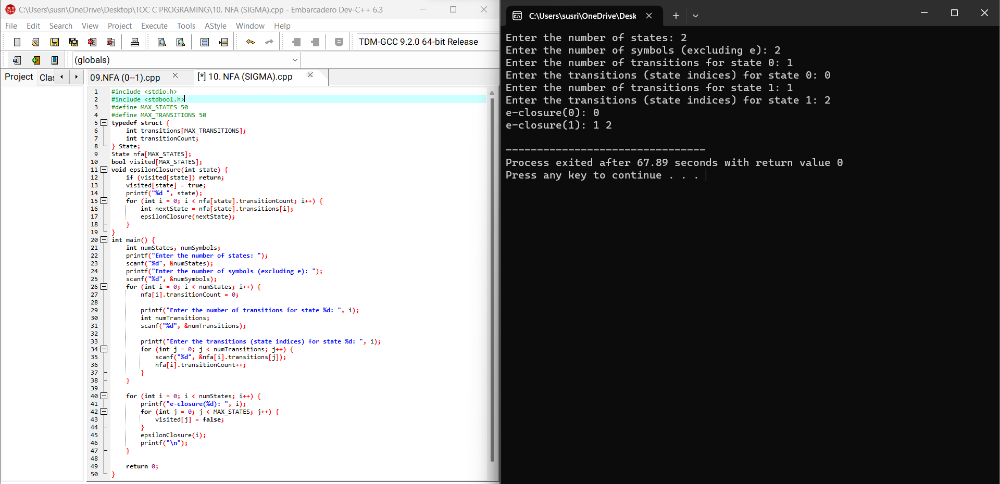 C:\Users\susri\OneDrive\Desktop\TOC C PROGRAMING\10. NFA (SIGMA).cpp - Embarcadero Dev-C++ 6.3
File Edit Search View Project Execute Tools AStyle Window Help
TDM-GCC 9.2.0 64-bit Release
(globals)
Project Clas 09.NFA (0--1).cpp [*] 10. NFA (SIGMA).cpp
1 #include <stdio.h>
2 #include <stdbool.h>
3 #define MAX_STATES 50
4 #define MAX_TRANSITIONS 50
5 typedef struct {
6 int transitions[MAX_TRANSITIONS];
7 int transitionCount;
8 } State;
9 State nfa[MAX_STATES];
10 bool visited[MAX_STATES];
11 void epsilonClosure(int state) {
12 if (visited[state]) return;
13 visited[state] = true;
14 printf("%d ", state);
15 for (int i = 0; i < nfa[state].transitionCount; i++) {
16 int nextState = nfa[state].transitions[i];
17 epsilonClosure(nextState);
18 }
19 }
20 int main() {
21 int numStates, numSymbols;
22 printf("Enter the number of states: ");
23 scanf("%d", &numStates);
24 printf("Enter the number of symbols (excluding e): ");
25 scanf("%d", &numSymbols);
26 for (int i = 0; i < numStates; i++) {
27 nfa[i].transitionCount = 0;
28
29 printf("Enter the number of transitions for state %d: ", i);
30 int numTransitions;
31 scanf("%d", &numTransitions);
32
33 printf("Enter the transitions (state indices) for state %d: ", i);
34 for (int j = 0; j < numTransitions; j++) {
35 scanf("%d", &nfa[i].transitions[j]);
36 nfa[i].transitionCount++;
37 }
38 }
39
40 for (int i = 0; i < numStates; i++) {
41 printf("e-closure(%d): ", i);
42 for (int j = 0; j < MAX_STATES; j++) {
43 visited[j] = false;
44 }
45 epsilonClosure(i);
46 printf("\n");
47 }
48
49 return 0;
50 }
C:\Users\susri\OneDrive\Desk
Enter the number of states: 2
Enter the number of symbols (excluding e): 2
Enter the number of transitions for state 0: 1
Enter the transitions (state indices) for state 0: 0
Enter the number of transitions for state 1: 1
Enter the transitions (state indices) for state 1: 2
e-closure(0): 0
e-closure(1): 1 2
--------------------------------
Process exited after 67.89 seconds with return value 0
Press any key to continue . . .